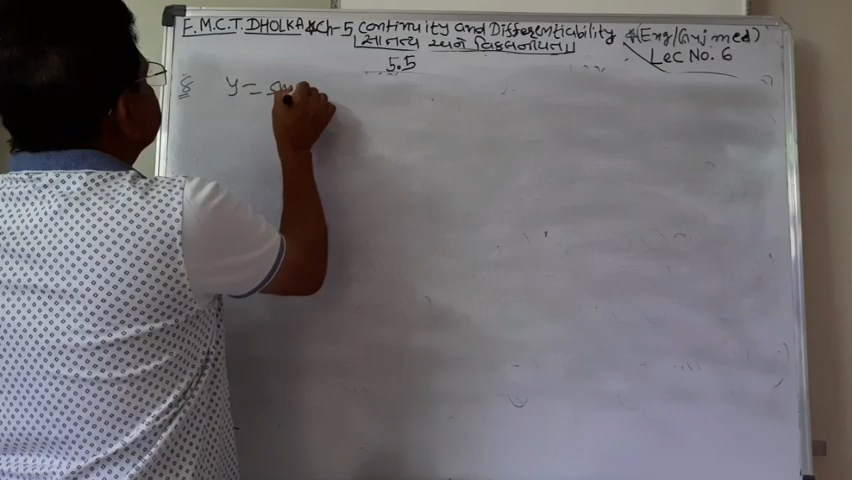 F.M.C.T. DHOLKA Ch-5 Continuity and Differentiability (Eng/Guj med)
સાતત્ય અને વિકલનીયતા
Lec No. 6
5.5
8 y =